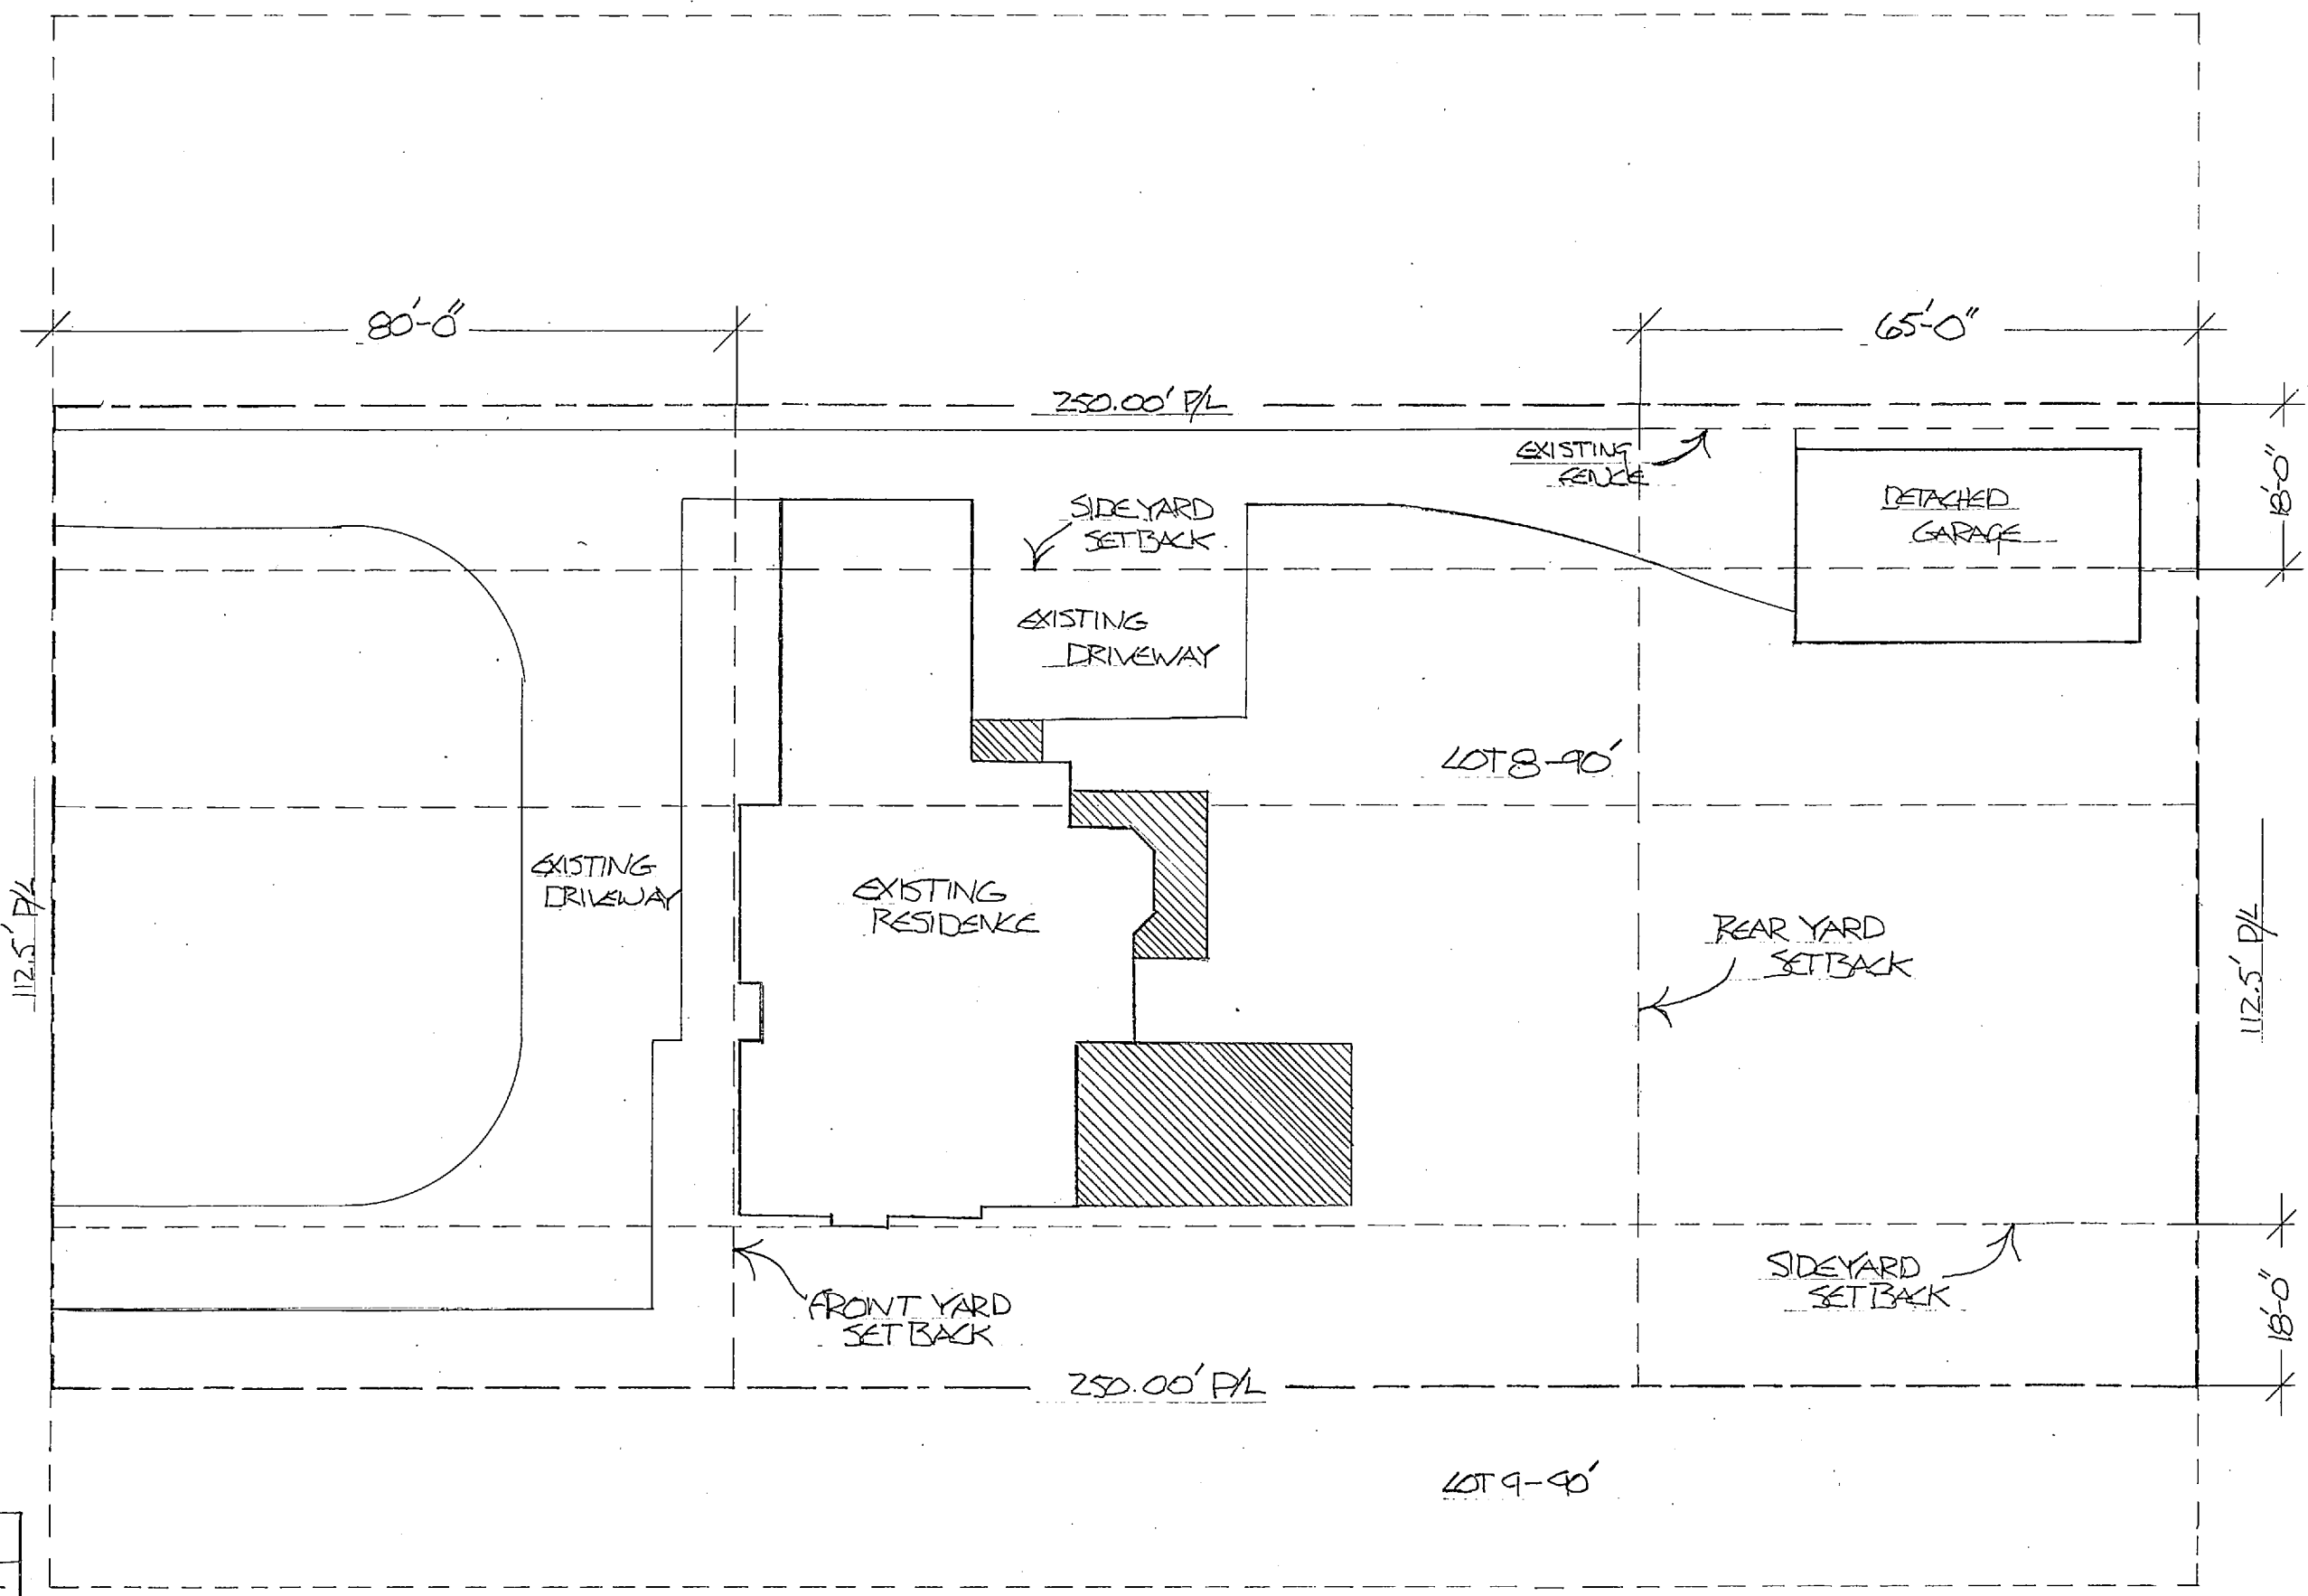 80'-0"
65'-0"
250.00' P/L
EXISTING
FENCE
18'-0"
DETACHED
GARAGE
SIDEYARD
SETBACK
EXISTING
DRIVEWAY
LOT 8-90'
EXISTING
DRIVEWAY
EXISTING
RESIDENCE
112.5' P/L
REAR YARD
SETBACK
112.5' P/L
SIDEYARD
SETBACK
FRONT YARD
SETBACK
18'-0"
250.00' P/L
LOT 9-90'